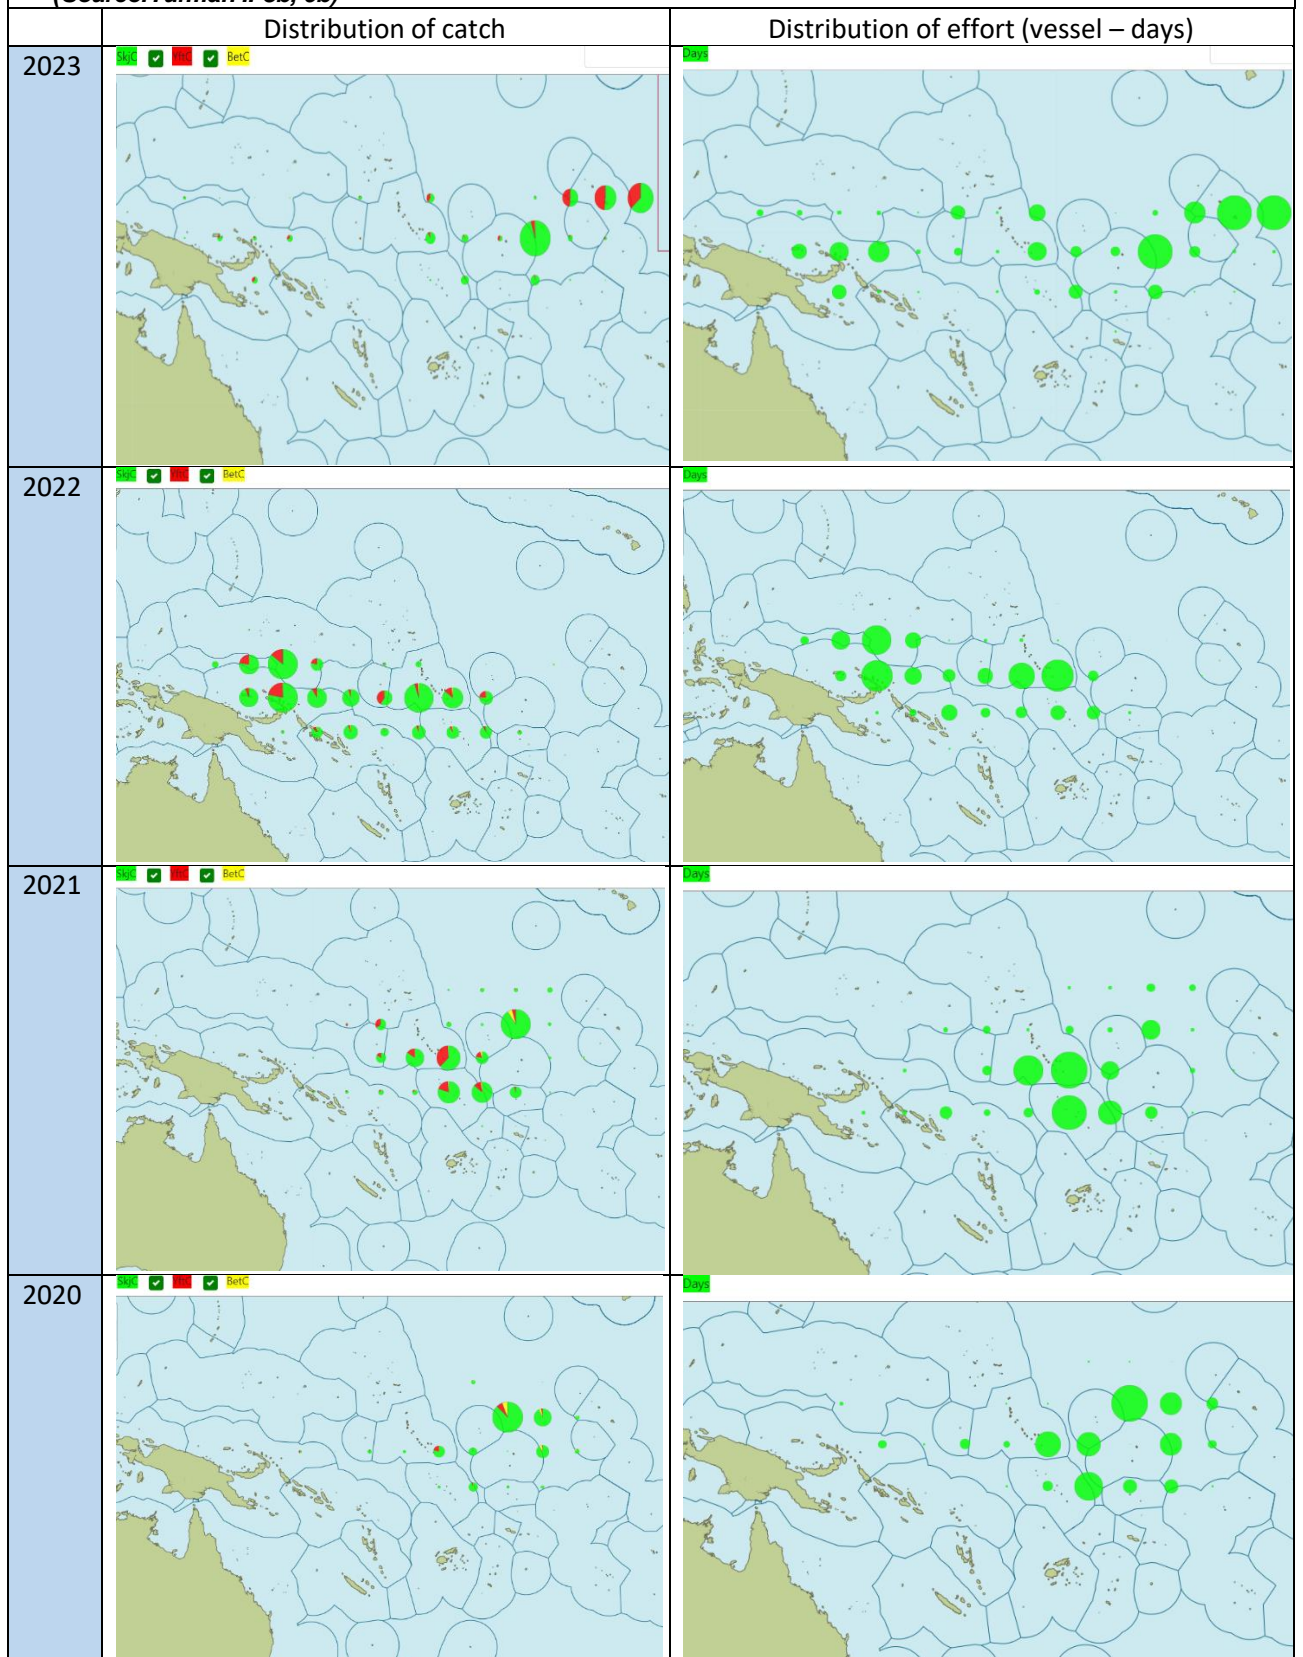 Distribution of catch
Distribution of effort (vessel – days)
2023
SkjC
BetC
Days
2022
SkjC
BetC
Days
2021
SkjC
BetC
Days
2020
SkjC
BetC
Days